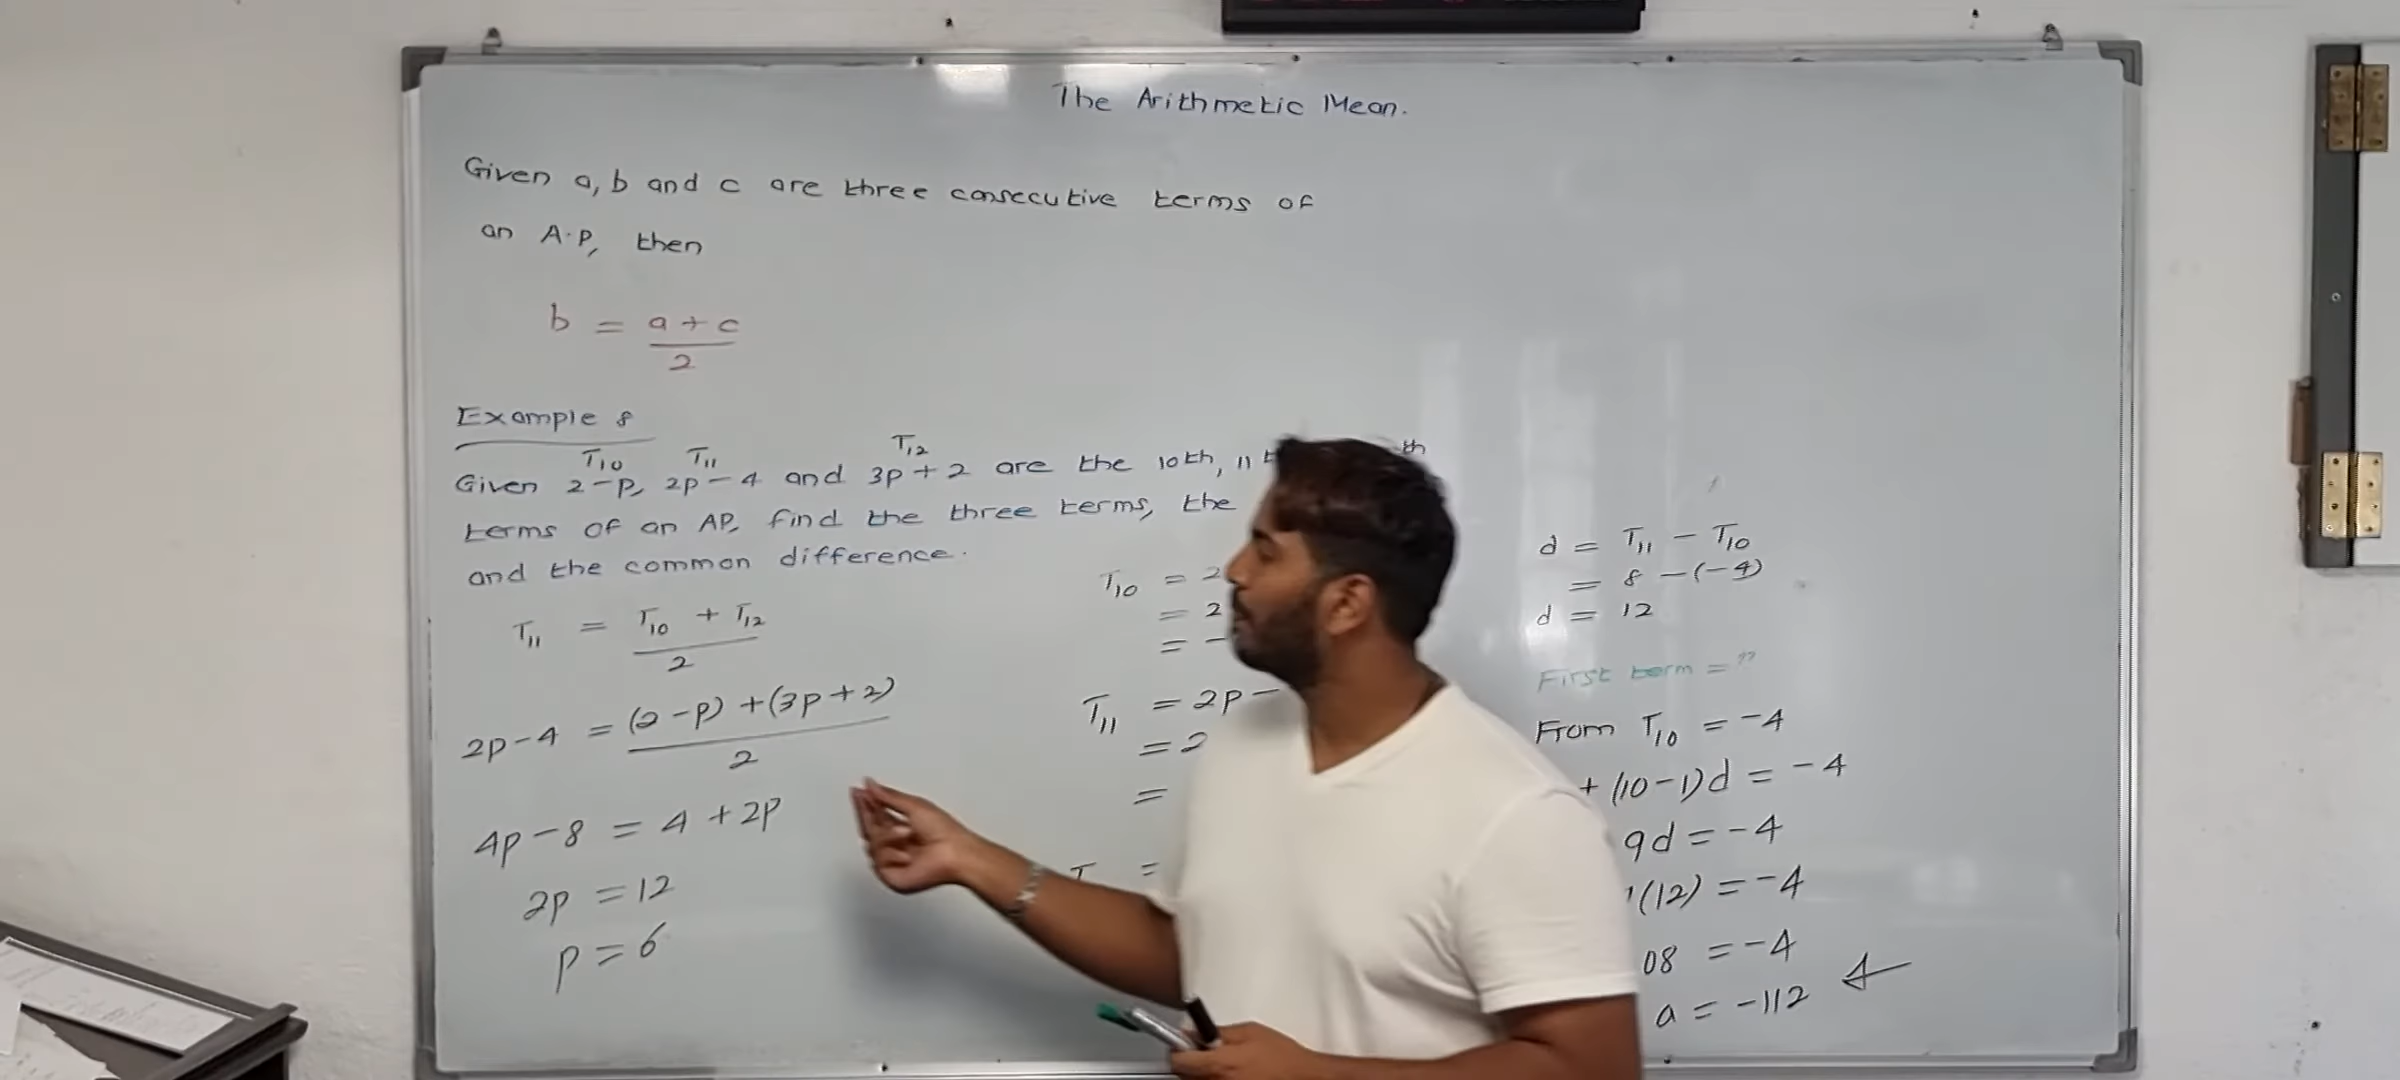 The Arithmetic Mean.
Given a, b and c are three consecutive terms of
an A.P, then
b = a + c
2
Example 8
T10 T11 T12
Given 2 - p, 2p - 4 and 3p + 2 are the 10th, 11t th
terms of an AP, find the three terms, the
and the common difference.
T11 = T10 + T12
2
2p - 4 = (2 - p) + (3p + 2)
2
4p - 8 = 4 + 2p
2p = 12
p = 6
T10 = 2
= 2
= -
T11 = 2p -
= 2
=
T =
d = T11 - T10
= 8 - (-4)
d = 12
First term = ?
From T10 = -4
+ (10 - 1)d = -4
9d = -4
(12) = -4
08 = -4
a = -112